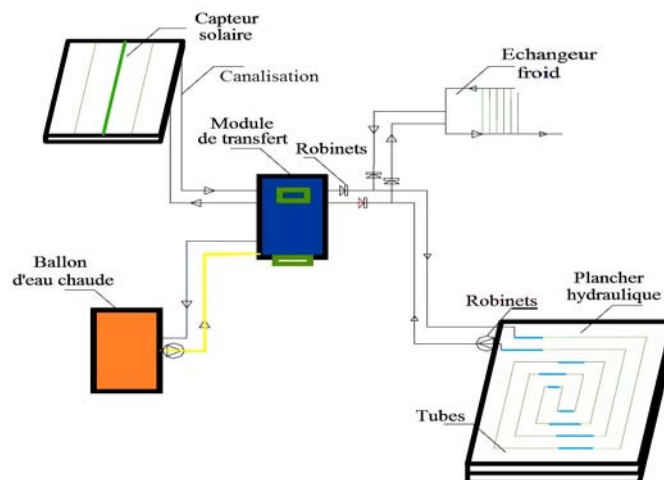 Capteur
solaire
Canalisation
Echangeur
froid
Module
de transfert
Robinets
Ballon
d'eau chaude
Plancher
hydraulique
Robinets
Tubes